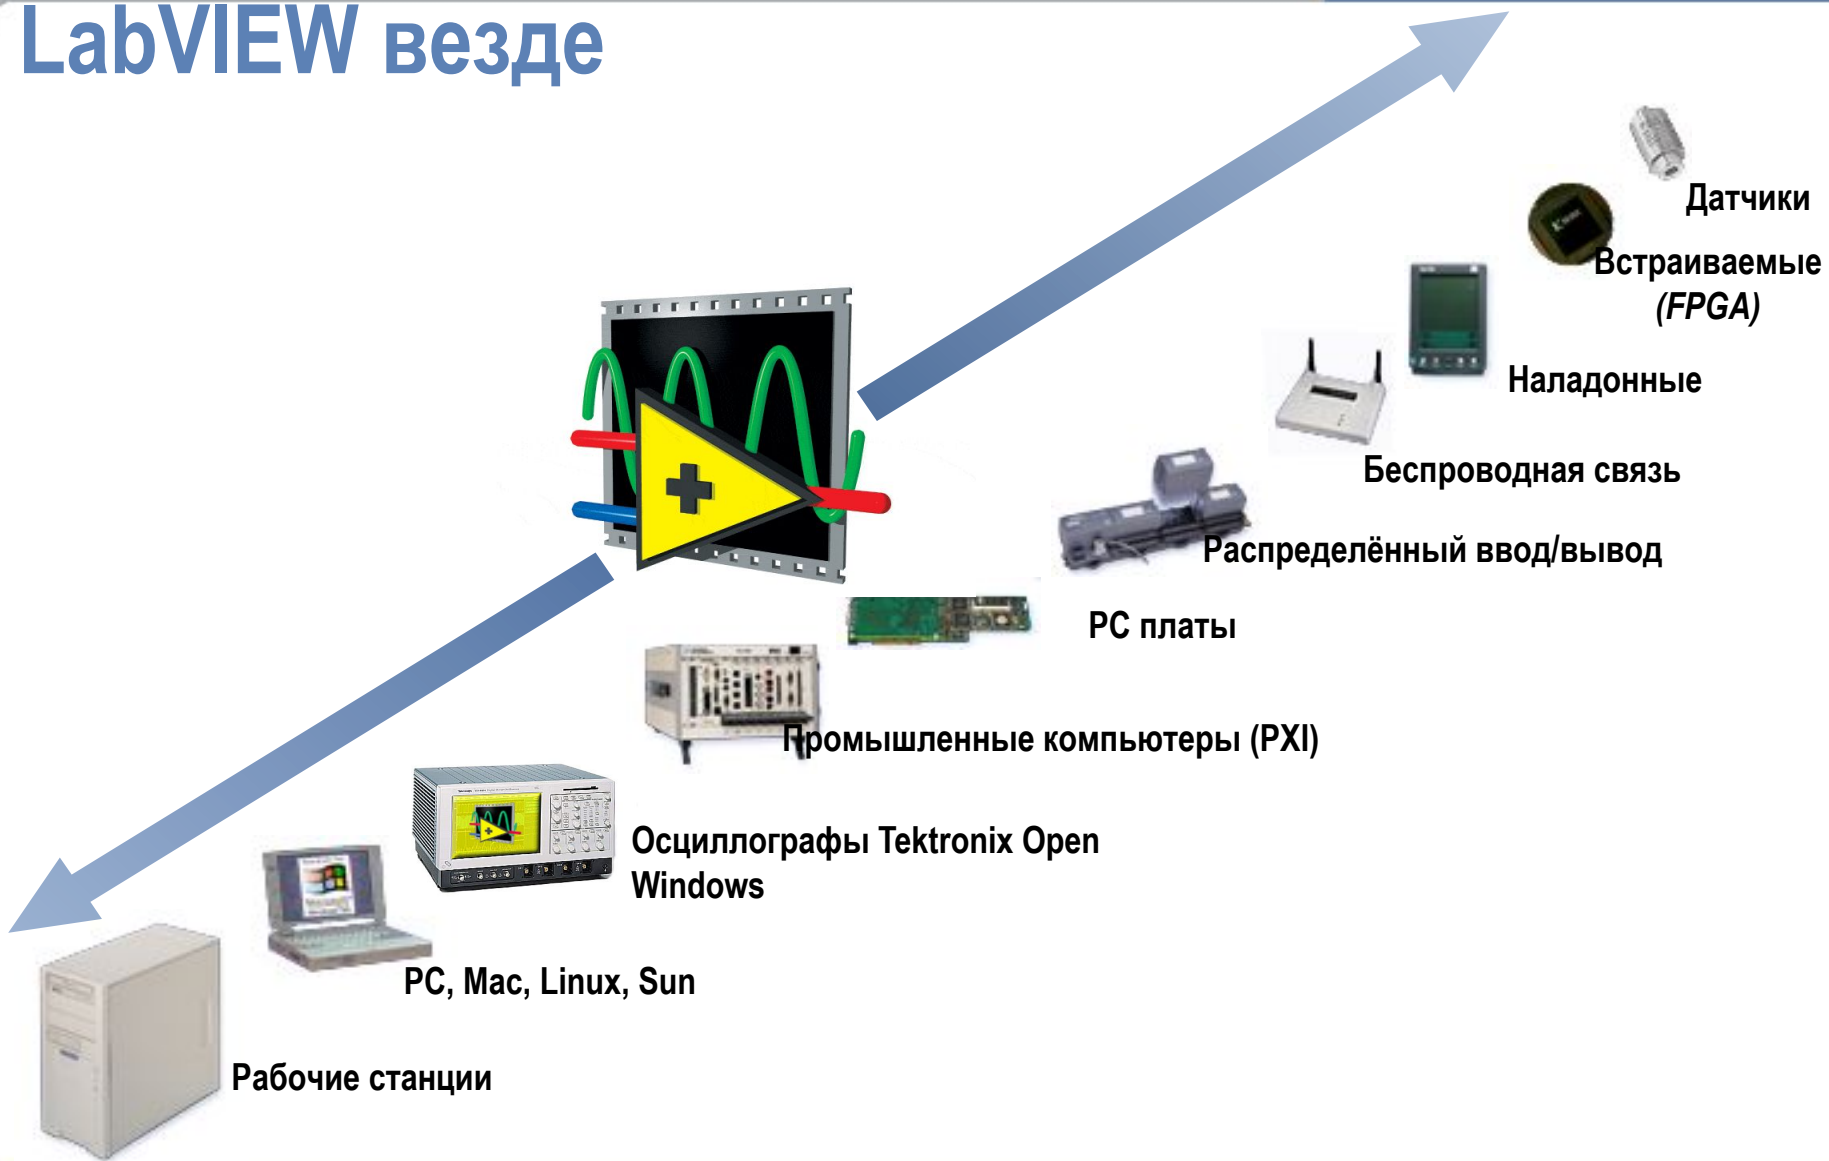 LabVIEW везде
Датчики
Встраиваемые
(FPGA)
Наладонные
Беспроводная связь
Распределённый ввод/вывод
PC платы
Промышленные компьютеры (PXI)
Осциллографы Tektronix Open
Windows
PC, Mac, Linux, Sun
Рабочие станции